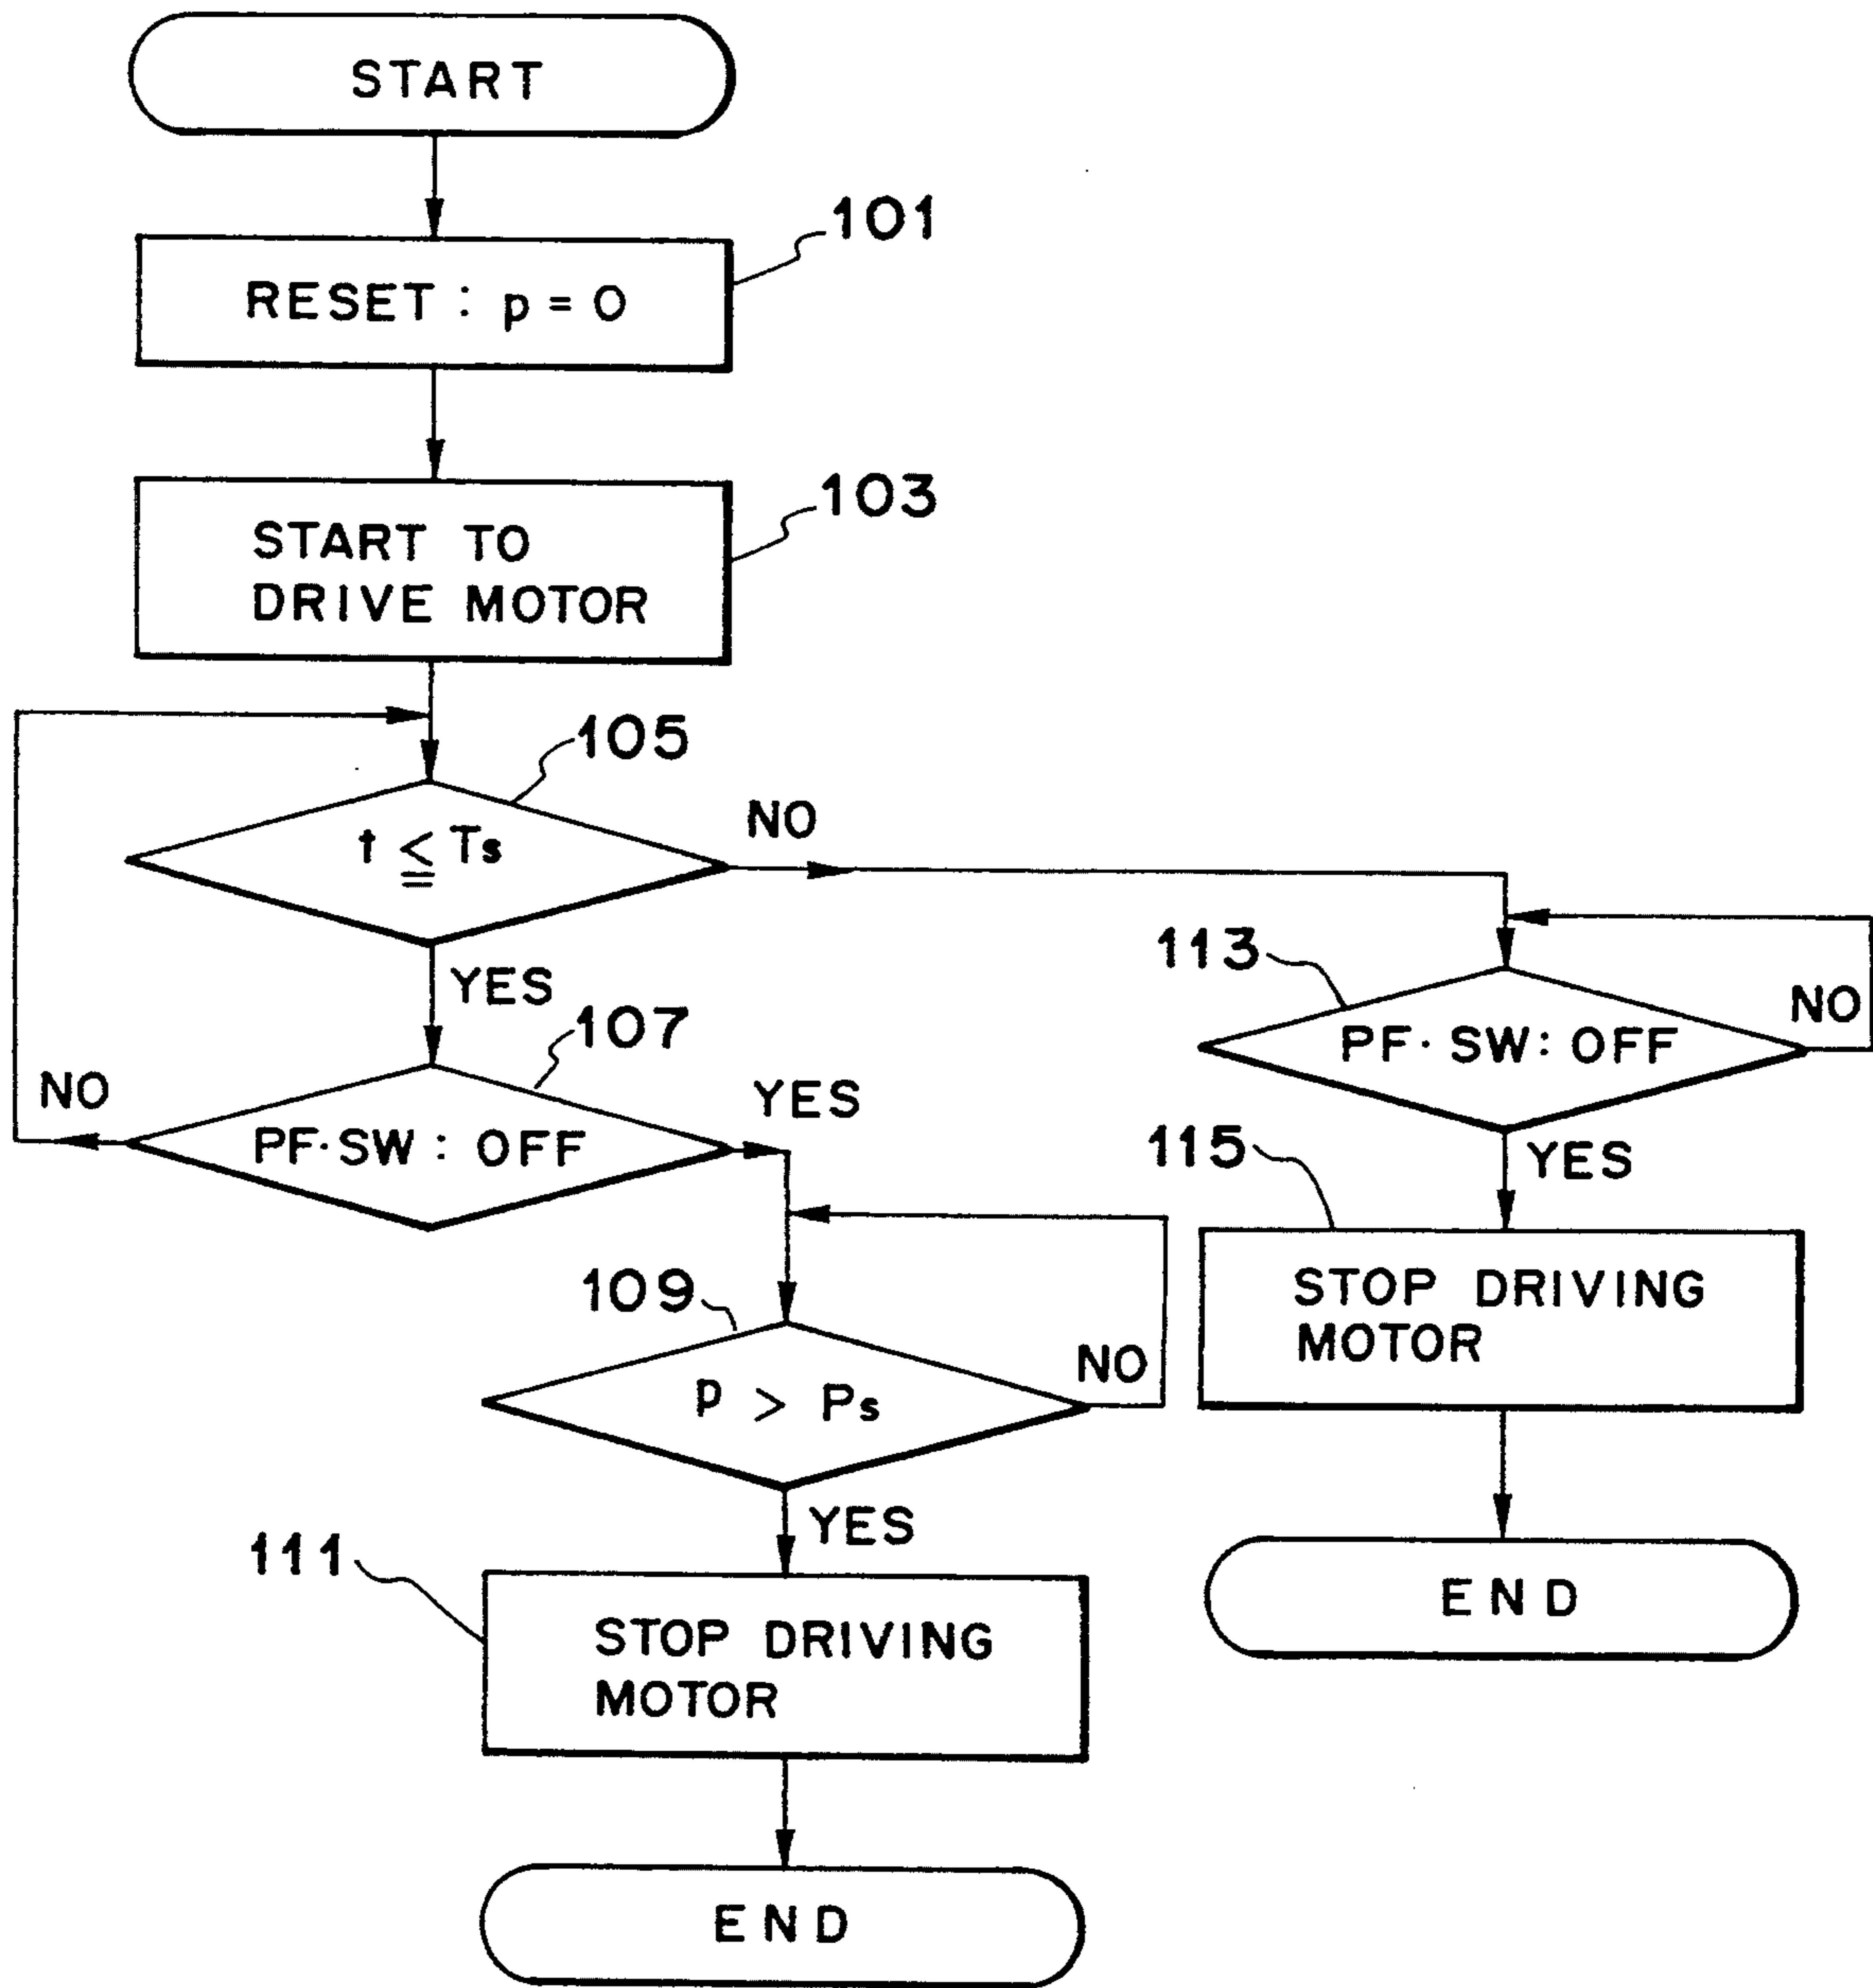 START
101
RESET : p = 0
103
START TO
DRIVE MOTOR
105
t ≦ Ts
NO
YES
107
PF·SW : OFF
NO
YES
109
p > Ps
NO
YES
111
STOP DRIVING
MOTOR
END
113
PF·SW : OFF
NO
YES
115
STOP DRIVING
MOTOR
END